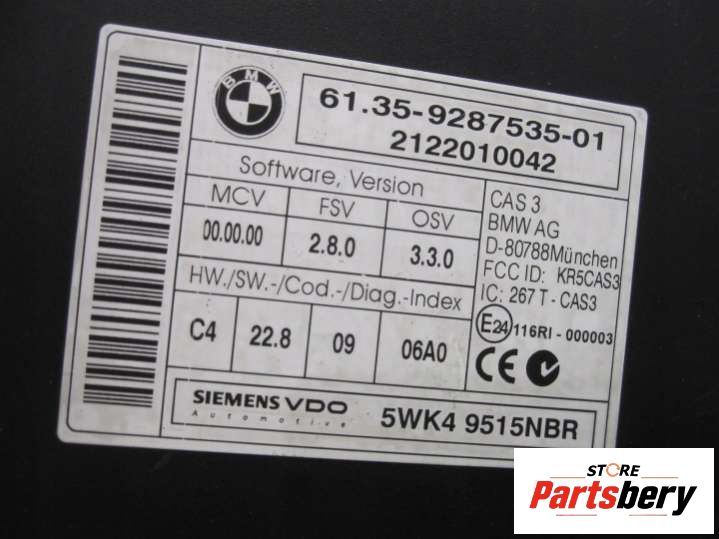 BMW
61.35-9287535-01
2122010042
Software, Version
MCV FSV OSV
00.00.00 2.8.0 3.3.0
HW./SW.-/Cod.-/Diag.-Index
C4 22.8 09 06A0
CAS 3
BMW AG
D-80788München
FCC ID: KR5CAS3
IC: 267 T - CAS3
E24 116RI - 000003
CE
SIEMENS VDO
Automotive
5WK4 9515NBR
STORE
Partsbery